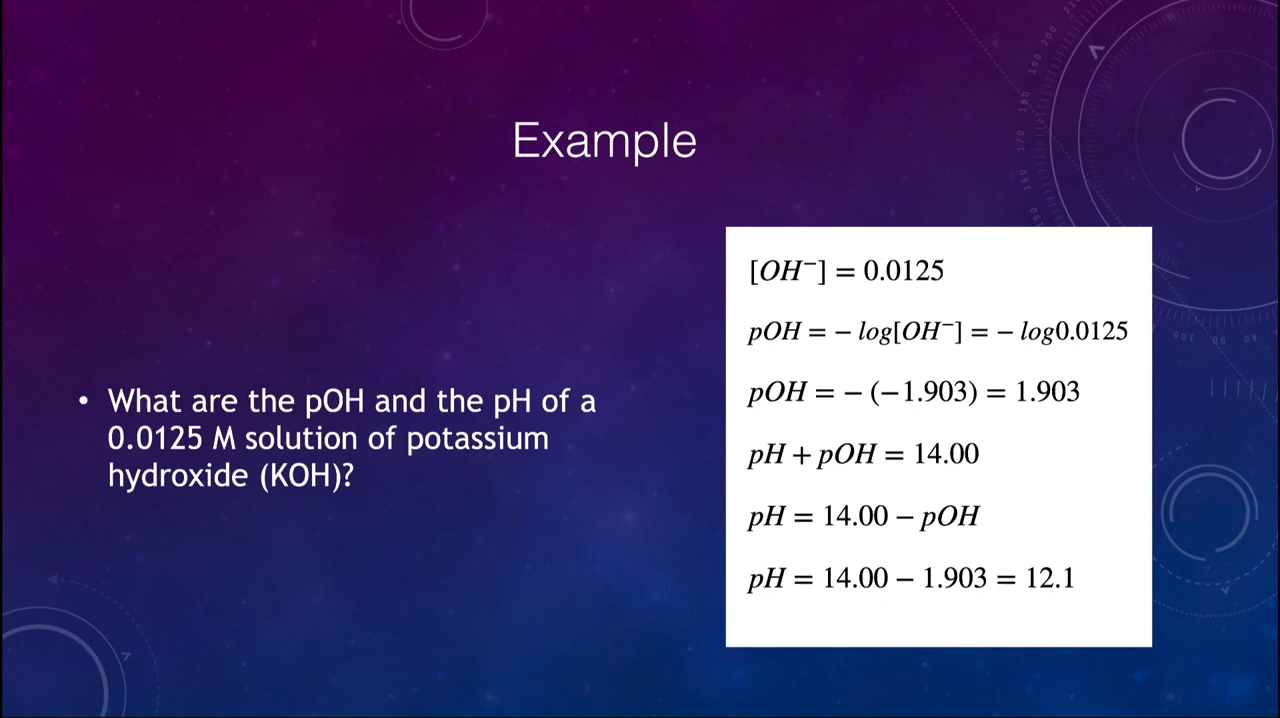 Example
• What are the pOH and the pH of a
0.0125 M solution of potassium
hydroxide (KOH)?
[OH⁻] = 0.0125
pOH = − log[OH⁻] = − log0.0125
pOH = − (−1.903) = 1.903
pH + pOH = 14.00
pH = 14.00 − pOH
pH = 14.00 − 1.903 = 12.1